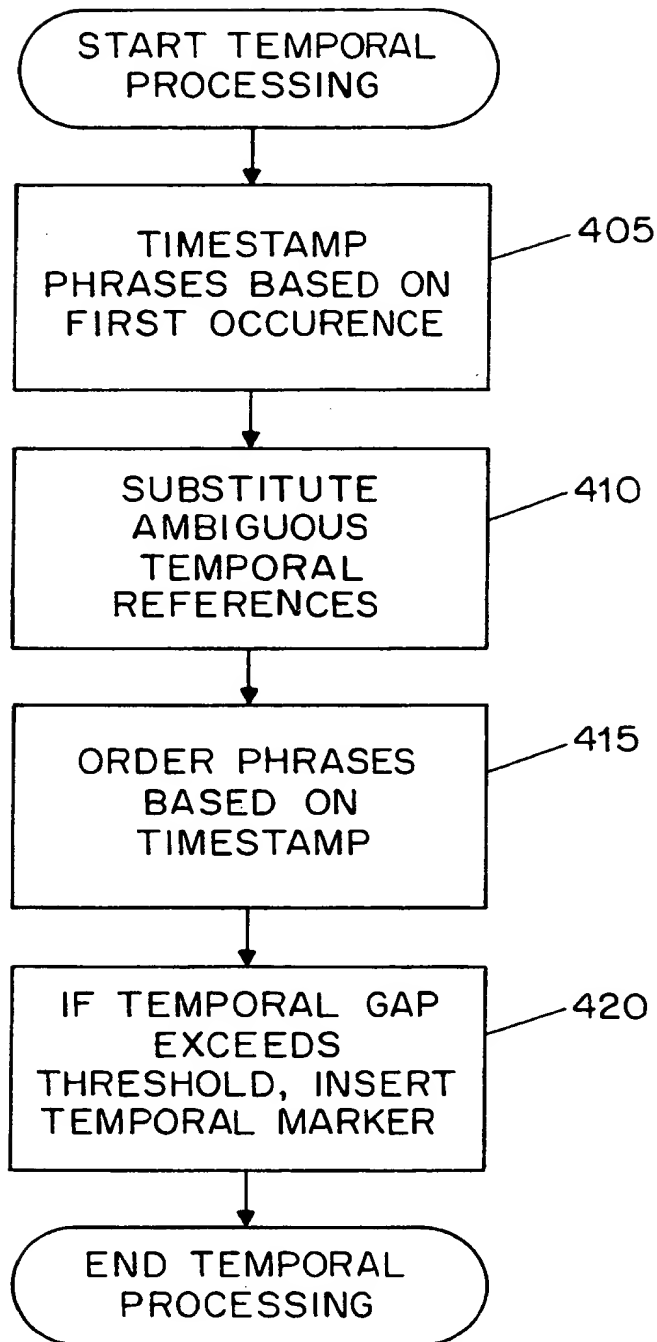 START TEMPORAL
PROCESSING
TIMESTAMP
PHRASES BASED ON
FIRST OCCURENCE
405
SUBSTITUTE
AMBIGUOUS
TEMPORAL
REFERENCES
410
ORDER PHRASES
BASED ON
TIMESTAMP
415
IF TEMPORAL GAP
EXCEEDS
THRESHOLD, INSERT
TEMPORAL MARKER
420
END TEMPORAL
PROCESSING